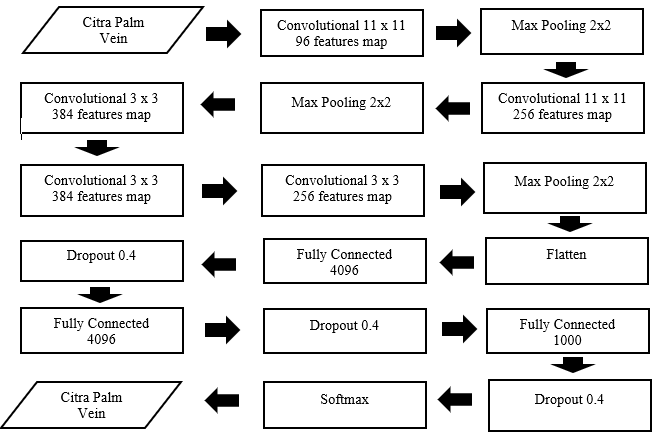 Citra Palm
Vein
Convolutional 11 x 11
96 features map
Max Pooling 2x2
Convolutional 11 x 11
256 features map
Max Pooling 2x2
Convolutional 3 x 3
384 features map
Convolutional 3 x 3
384 features map
Convolutional 3 x 3
256 features map
Max Pooling 2x2
Flatten
Fully Connected
4096
Dropout 0.4
Fully Connected
4096
Dropout 0.4
Fully Connected
1000
Dropout 0.4
Softmax
Citra Palm
Vein